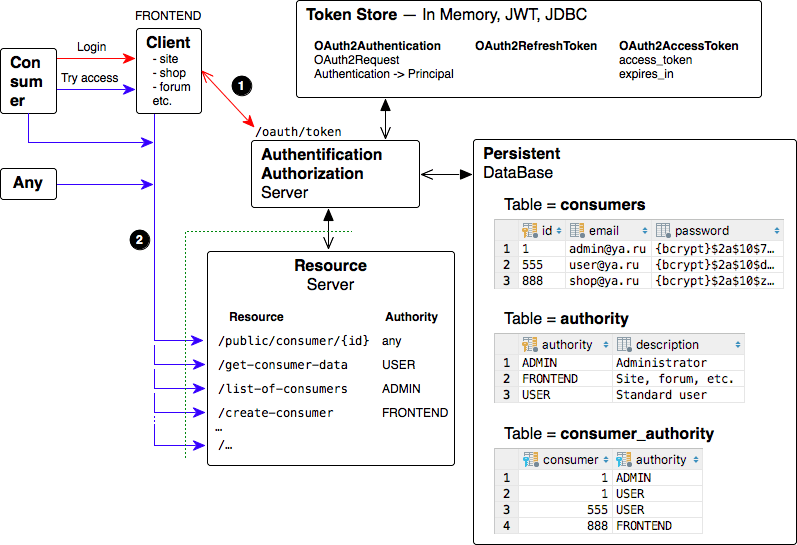 FRONTEND
Login
Try access
Con
sum
er
Client
- site
- shop
- forum
etc.
Any
1
2
Token Store — In Memory, JWT, JDBC
OAuth2Authentication OAuth2RefreshToken OAuth2AccessToken
OAuth2Request access_token
Authentication -> Principal expires_in
/oauth/token
Authentification
Authorization
Server
Resource
Server
Resource Authority
/public/consumer/{id} any
/get-consumer-data USER
/list-of-consumers ADMIN
/create-consumer FRONTEND
…
/…
Persistent
DataBase
Table = consumers
id email password
1 1 admin@ya.ru {bcrypt}$2a$10$7…
2 555 user@ya.ru {bcrypt}$2a$10$d…
3 888 shop@ya.ru {bcrypt}$2a$10$z…
Table = authority
authority description
1 ADMIN Administrator
2 FRONTEND Site, forum, etc.
3 USER Standard user
Table = consumer_authority
consumer authority
1 1 ADMIN
2 1 USER
3 555 USER
4 888 FRONTEND